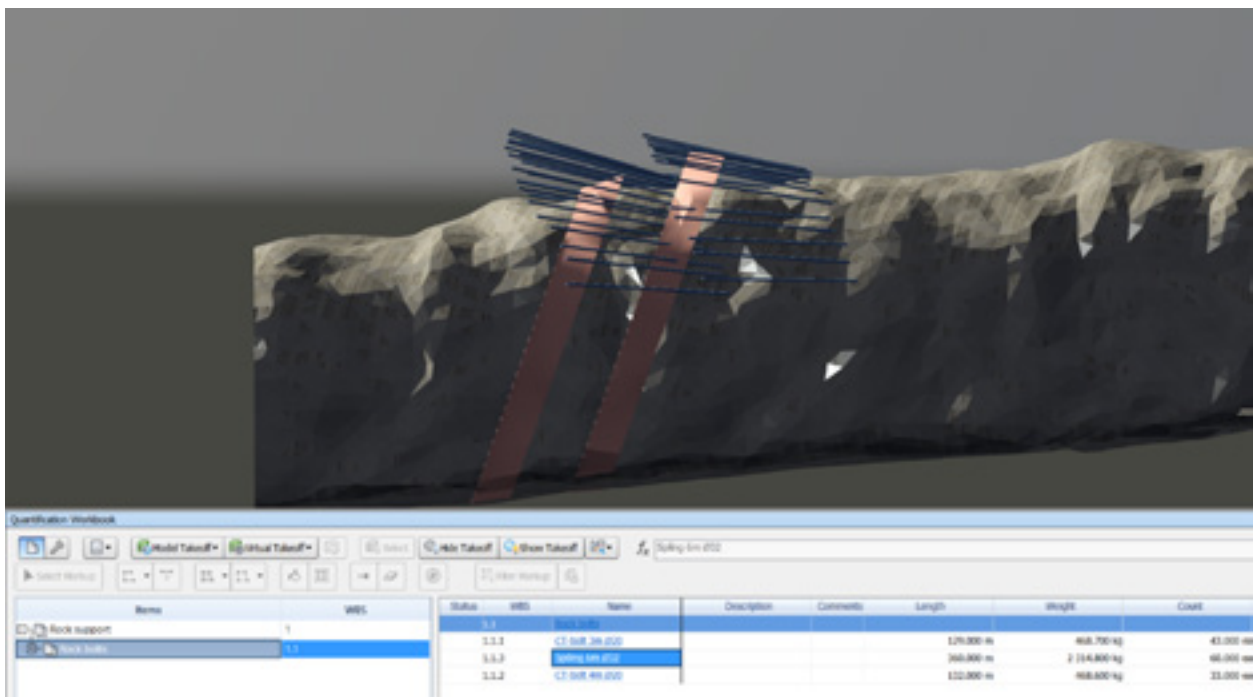 Quantification Workbook
Model Takeoff Virtual Takeoff Select Hide Takeoff Show Takeoff fx Spiling 6m Ø32
Select Markup Filter Markup
Items WBS Status WBS Name Description Comments Length Weight Count
Rock support 1 1.1 Rock bolts
Rock bolts 1.1 1.1.1 CT-bolt 3m Ø20 129.000 m 468.700 kg 43.000
1.1.3 Spiling 6m Ø32 360.000 m 2 314.800 kg 60.000
1.1.2 CT-bolt 4m Ø20 132.000 m 468.600 kg 33.000